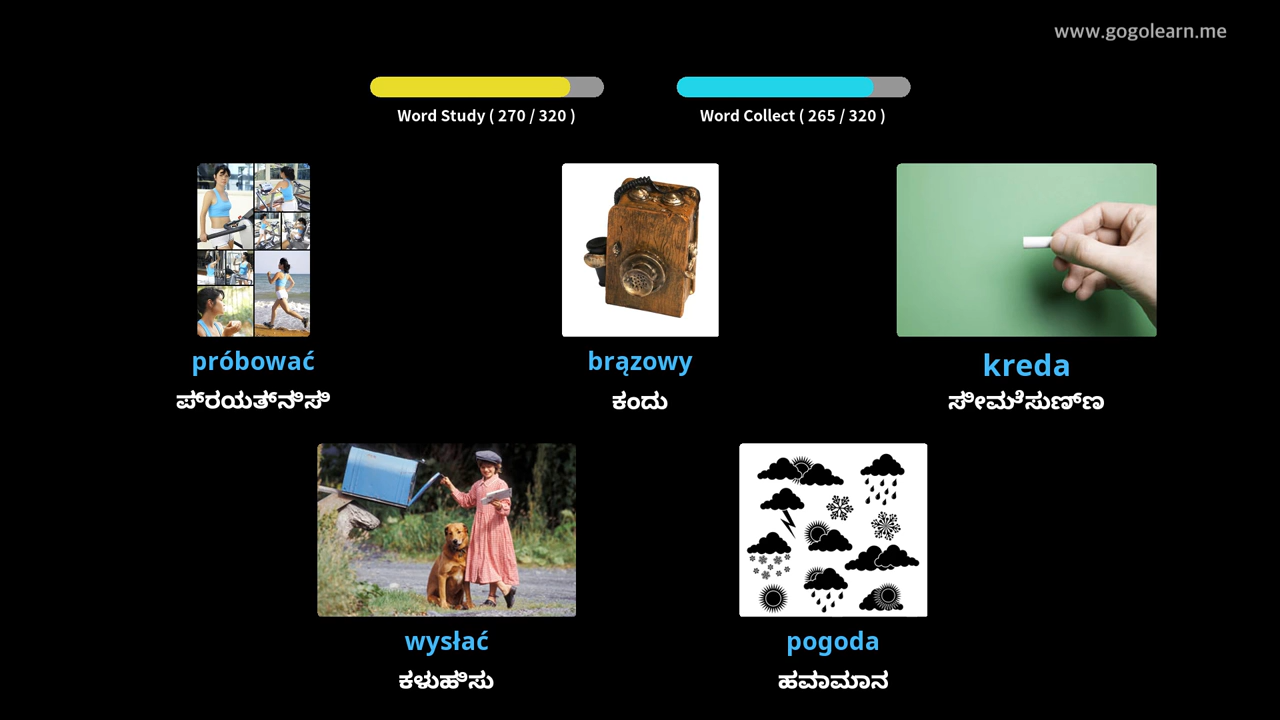 www.gogolearn.me
Word Study ( 270 / 320 )
Word Collect ( 265 / 320 )
próbować
ಪ್ರಯತ್ನಿಸಿ
brązowy
ಕಂದು
kreda
ಸೀಮೆಸುಣ್ಣ
wysłać
ಕಳುಹಿಸು
pogoda
ಹವಾಮಾನ